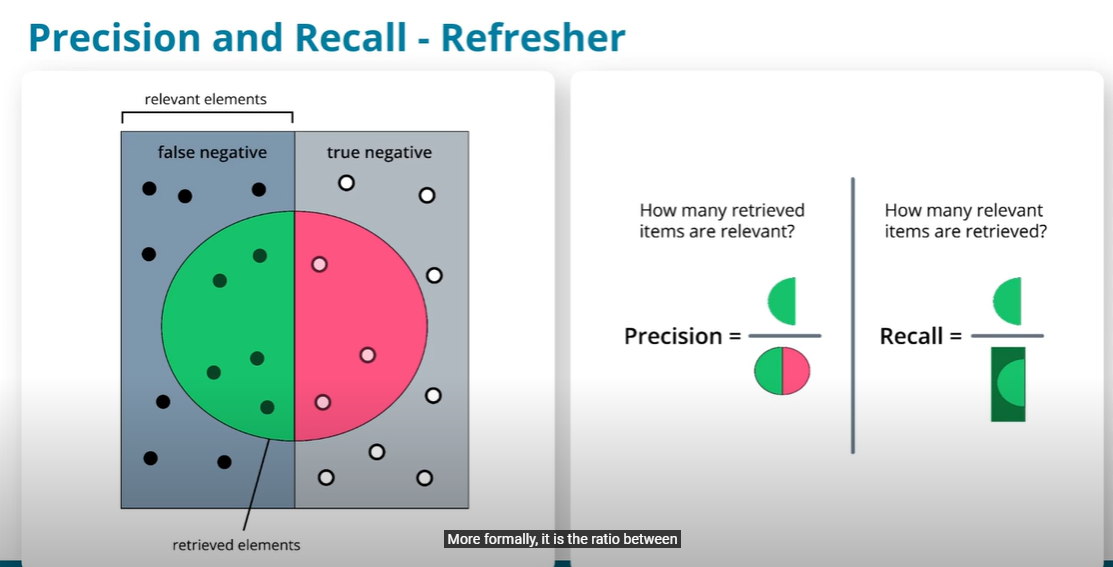 Precision and Recall - Refresher
relevant elements
false negative
true negative
retrieved elements
How many retrieved
items are relevant?
Precision =
How many relevant
items are retrieved?
Recall =
More formally, it is the ratio between